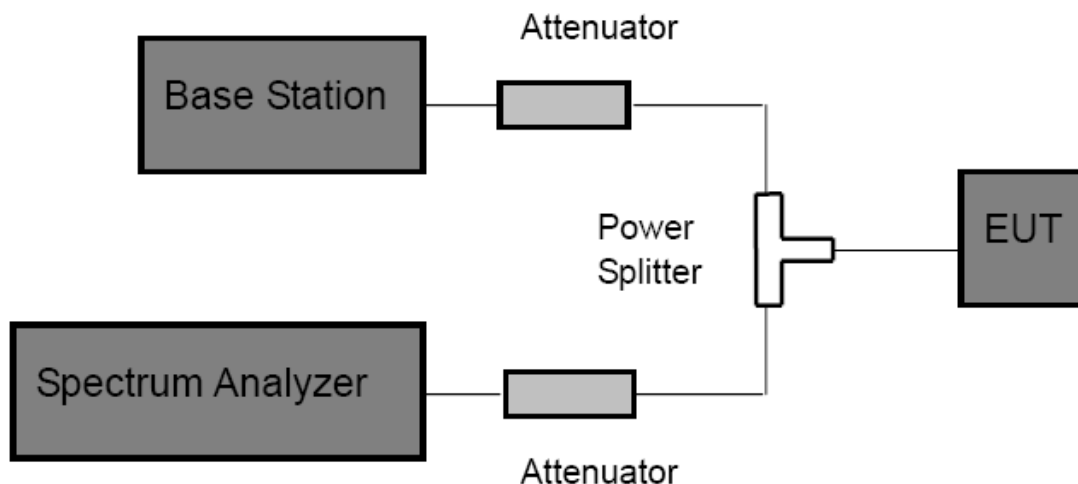 Attenuator
Base Station
Power
Splitter
EUT
Spectrum Analyzer
Attenuator